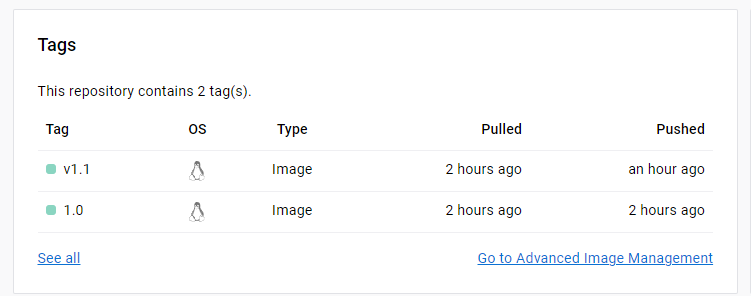 Tags
This repository contains 2 tag(s).
Tag OS Type Pulled Pushed
v1.1 Image 2 hours ago an hour ago
1.0 Image 2 hours ago 2 hours ago
See all Go to Advanced Image Management